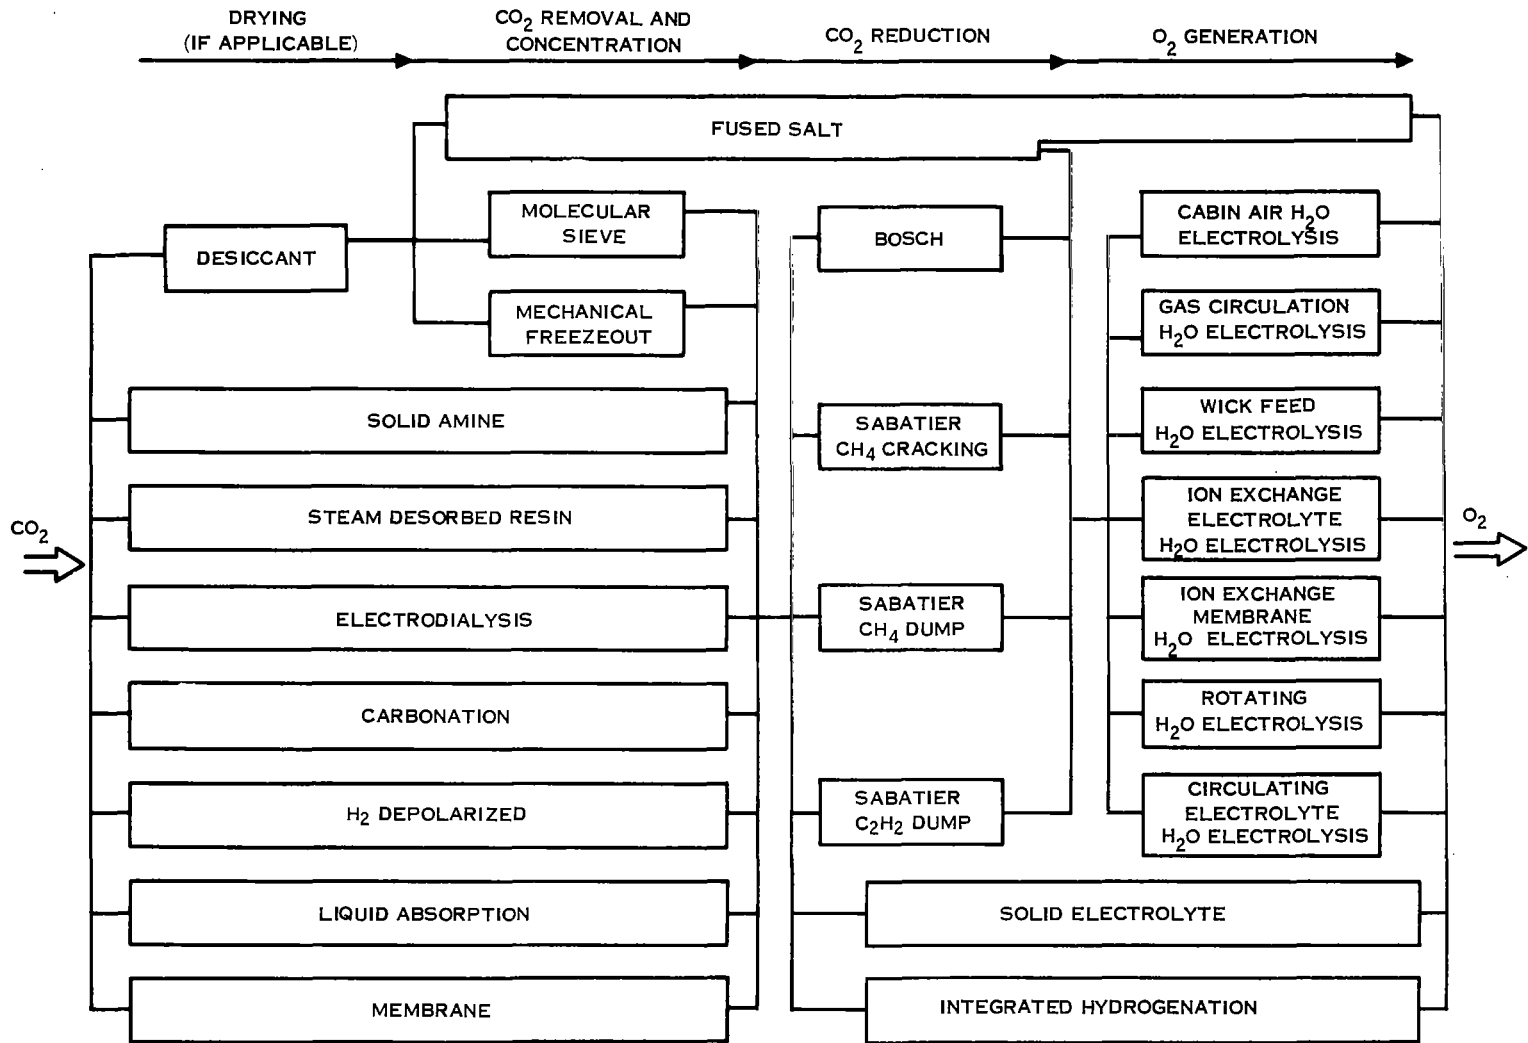 DRYING
(IF APPLICABLE)
CO2 REMOVAL AND
CONCENTRATION
CO2 REDUCTION
O2 GENERATION
FUSED SALT
DESICCANT
MOLECULAR
SIEVE
MECHANICAL
FREEZEOUT
SOLID AMINE
STEAM DESORBED RESIN
ELECTRODIALYSIS
CARBONATION
H2 DEPOLARIZED
LIQUID ABSORPTION
MEMBRANE
CO2
BOSCH
SABATIER
CH4 CRACKING
SABATIER
CH4 DUMP
SABATIER
C2H2 DUMP
CABIN AIR H2O
ELECTROLYSIS
GAS CIRCULATION
H2O ELECTROLYSIS
WICK FEED
H2O ELECTROLYSIS
ION EXCHANGE
ELECTROLYTE
H2O ELECTROLYSIS
ION EXCHANGE
MEMBRANE
H2O ELECTROLYSIS
ROTATING
H2O ELECTROLYSIS
CIRCULATING
ELECTROLYTE
H2O ELECTROLYSIS
SOLID ELECTROLYTE
INTEGRATED HYDROGENATION
O2